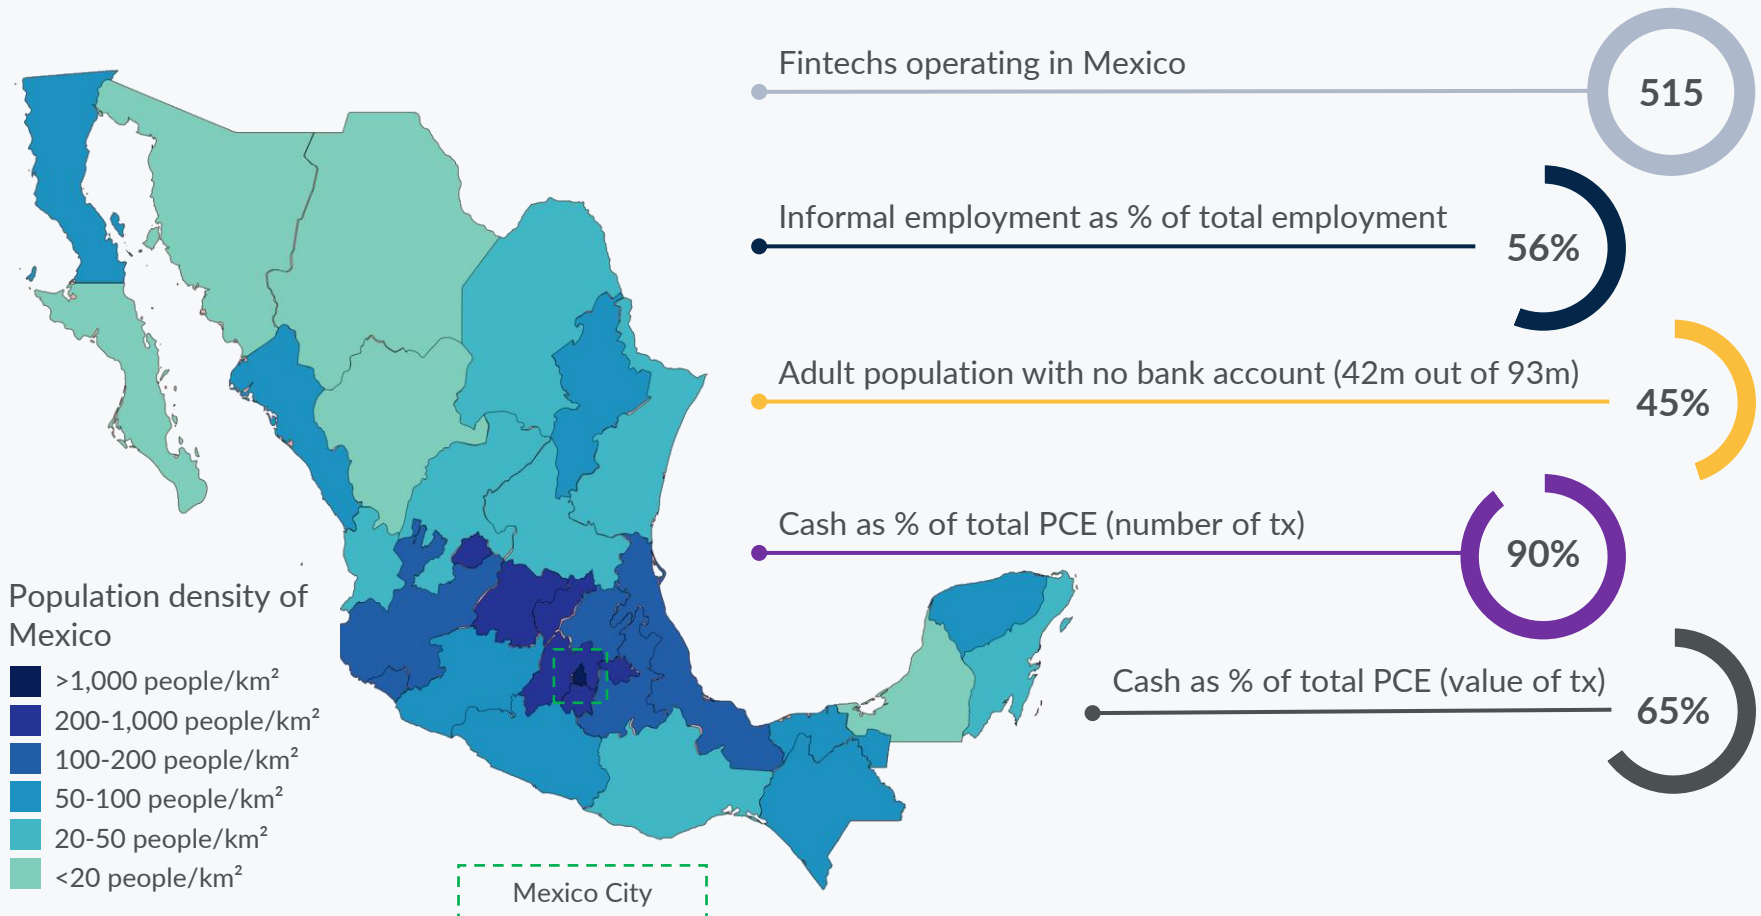 Fintechs operating in Mexico
515
Informal employment as % of total employment
56%
Adult population with no bank account (42m out of 93m)
45%
Cash as % of total PCE (number of tx)
90%
Cash as % of total PCE (value of tx)
65%
Population density of
Mexico
>1,000 people/km²
200-1,000 people/km²
100-200 people/km²
50-100 people/km²
20-50 people/km²
<20 people/km²
Mexico City